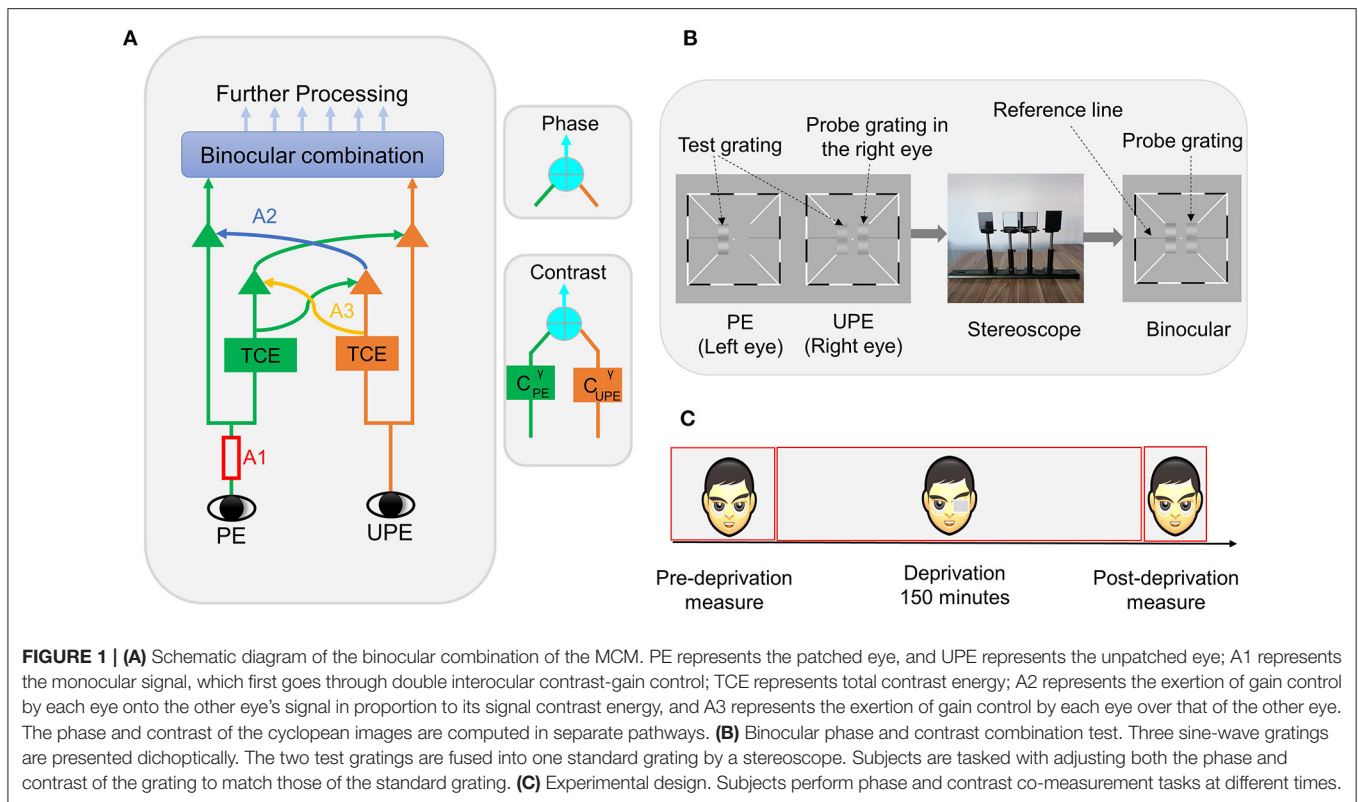 A
Further Processing
Binocular combination
A2
A3
TCE
TCE
A1
PE
UPE
Phase
Contrast
C PE γ
C UPE γ
B
Test grating
Probe grating in
the right eye
Reference line
Probe grating
PE
(Left eye)
UPE
(Right eye)
Stereoscope
Binocular
C
Pre-deprivation
measure
Deprivation
150 minutes
Post-deprivation
measure
FIGURE 1 | (A) Schematic diagram of the binocular combination of the MCM. PE represents the patched eye, and UPE represents the unpatched eye; A1 represents
the monocular signal, which first goes through double interocular contrast-gain control; TCE represents total contrast energy; A2 represents the exertion of gain control
by each eye onto the other eye's signal in proportion to its signal contrast energy, and A3 represents the exertion of gain control by each eye over that of the other eye.
The phase and contrast of the cyclopean images are computed in separate pathways. (B) Binocular phase and contrast combination test. Three sine-wave gratings
are presented dichoptically. The two test gratings are fused into one standard grating by a stereoscope. Subjects are tasked with adjusting both the phase and
contrast of the grating to match those of the standard grating. (C) Experimental design. Subjects perform phase and contrast co-measurement tasks at different times.